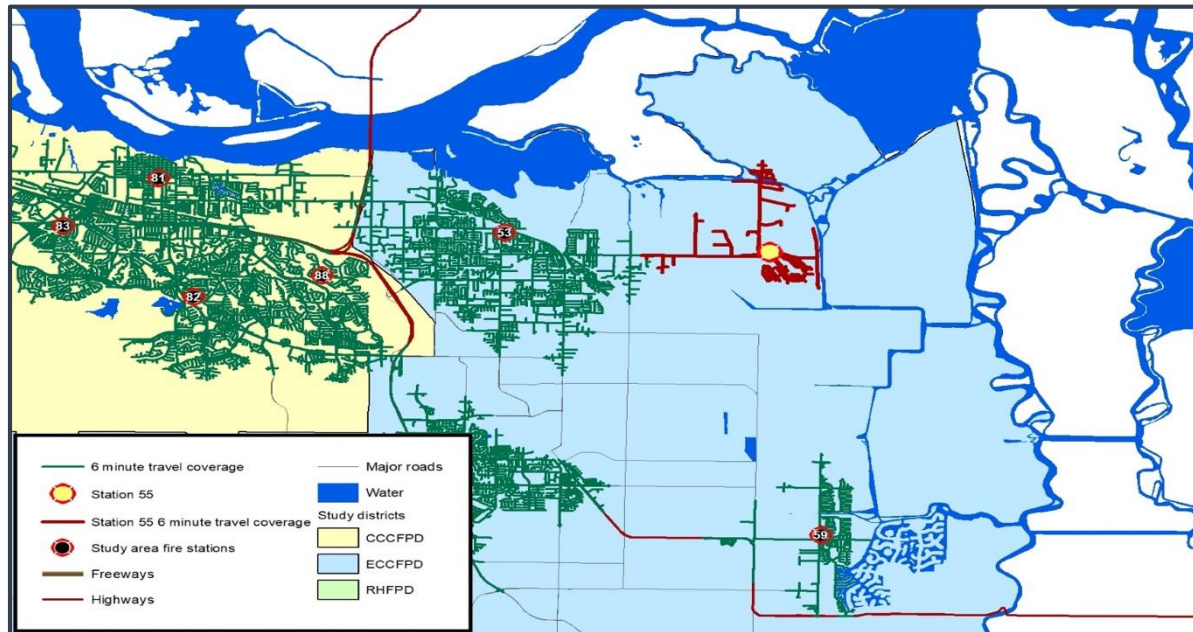 81
83
53
88
82
59
6 minute travel coverage
Station 55
Station 55 6 minute travel coverage
Study area fire stations
Freeways
Highways
Major roads
Water
Study districts
CCCFPD
ECCFPD
RHFPD